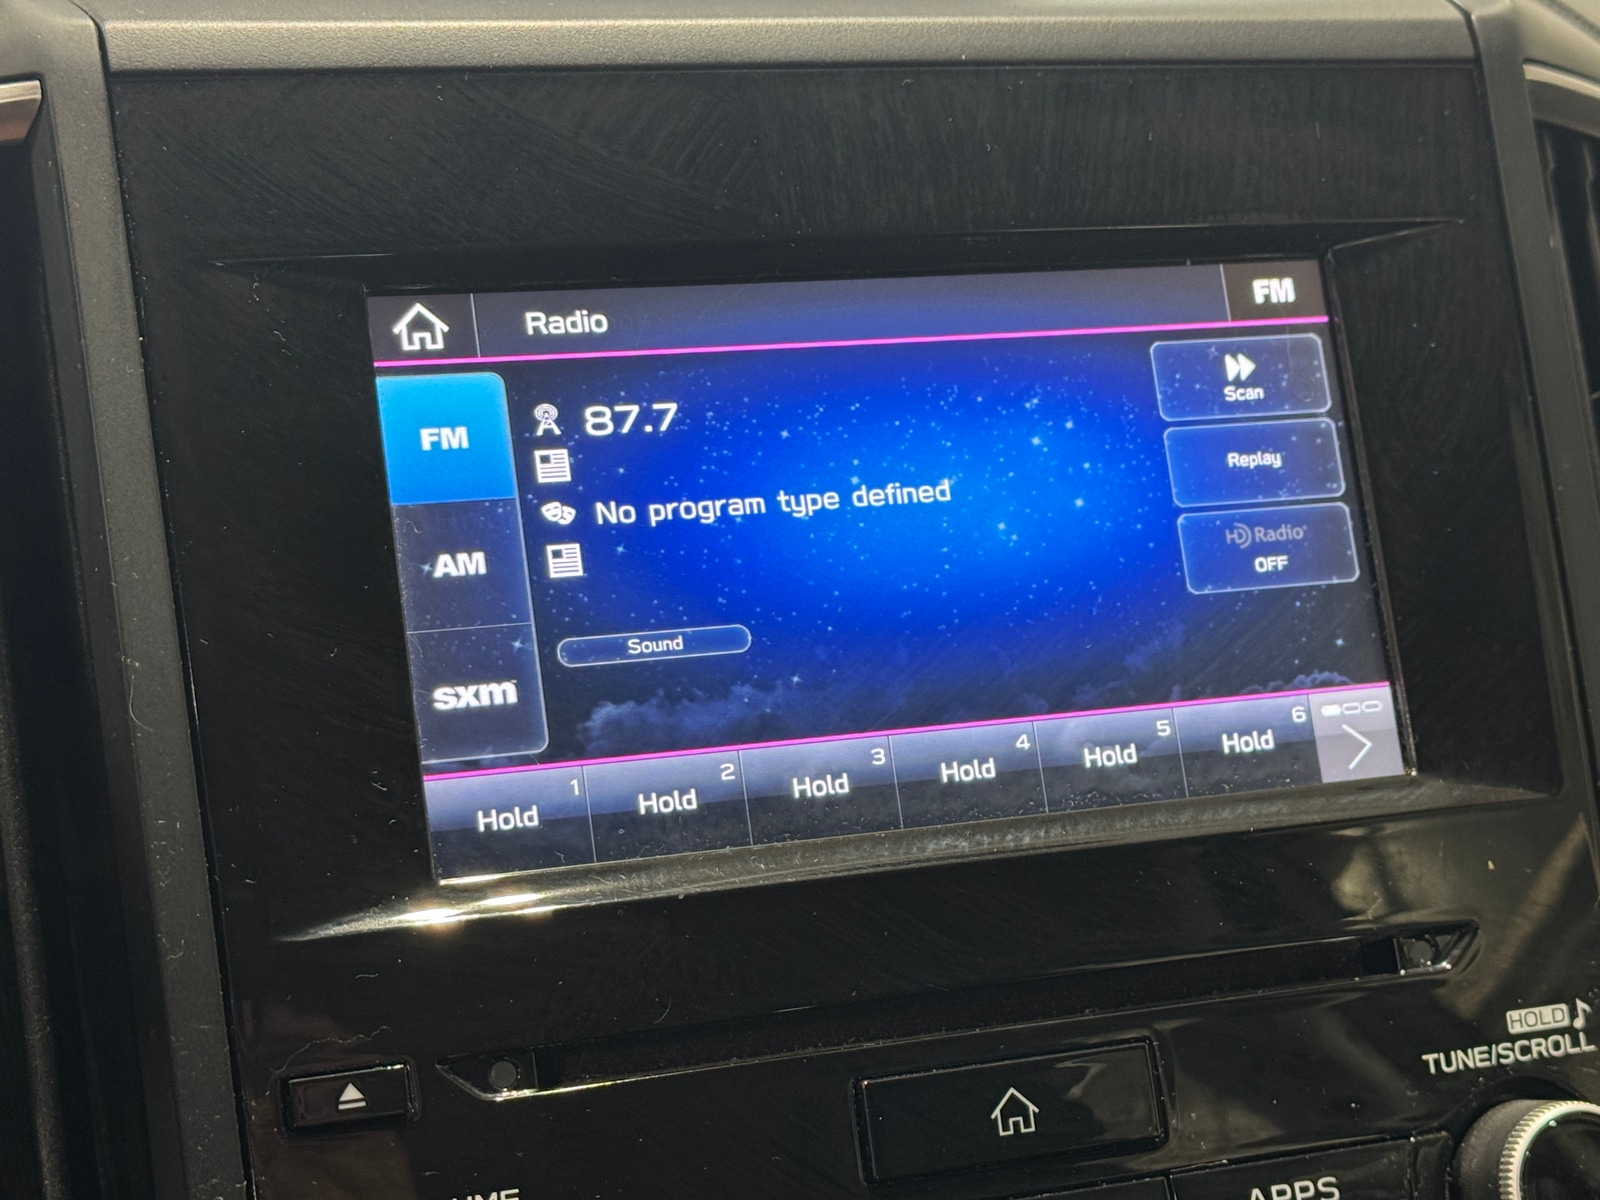 Radio
FM
FM
87.7
Scan
Replay
No program type defined
HD Radio®
OFF
AM
Sound
sxm
1
Hold
2
Hold
3
Hold
4
Hold
5
Hold
6
Hold
HOLD
TUNE/SCROLL
APPS